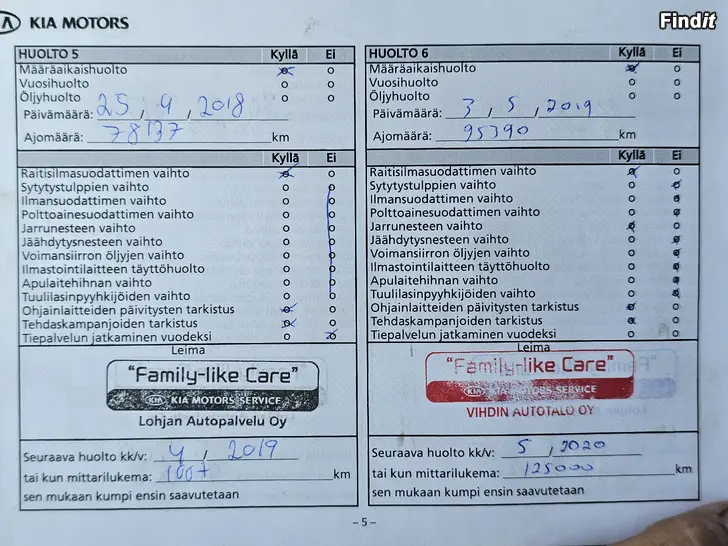 KIA MOTORS
Findit
HUOLTO 5 Kyllä Ei
Määräaikaishuolto
Vuosihuolto
Öljyhuolto
Päivämäärä: 25, 9, 2018
Ajomäärä: 78137 km
Kyllä Ei
Raitisilmasuodattimen vaihto
Sytytystulppien vaihto
Ilmansuodattimen vaihto
Polttoainesuodattimen vaihto
Jarrunesteen vaihto
Jäähdytysnesteen vaihto
Voimansiirron öljyjen vaihto
Ilmastointilaitteen täyttöhuolto
Apulaitehihnan vaihto
Tuulilasinpyyhkijöiden vaihto
Ohjainlaitteiden päivitysten tarkistus
Tehdaskampanjoiden tarkistus
Tiepalvelun jatkaminen vuodeksi
Leima
"Family-like Care"
KIA KIA MOTORS SERVICE
Lohjan Autopalvelu Oy
Seuraava huolto kk/v: 4, 2019
tai kun mittarilukema: km
sen mukaan kumpi ensin saavutetaan
HUOLTO 6 Kyllä Ei
Määräaikaishuolto
Vuosihuolto
Öljyhuolto
Päivämäärä: 3, 5, 2019
Ajomäärä: 95390 km
Kyllä Ei
Raitisilmasuodattimen vaihto
Sytytystulppien vaihto
Ilmansuodattimen vaihto
Polttoainesuodattimen vaihto
Jarrunesteen vaihto
Jäähdytysnesteen vaihto
Voimansiirron öljyjen vaihto
Ilmastointilaitteen täyttöhuolto
Apulaitehihnan vaihto
Tuulilasinpyyhkijöiden vaihto
Ohjainlaitteiden päivitysten tarkistus
Tehdaskampanjoiden tarkistus
Tiepalvelun jatkaminen vuodeksi
Leima
"Family-like Care"
KIA MOTORS SERVICE
VIHDIN AUTOTALO OY
Seuraava huolto kk/v: 5, 2020
tai kun mittarilukema: 125000 km
sen mukaan kumpi ensin saavutetaan
– 5 –